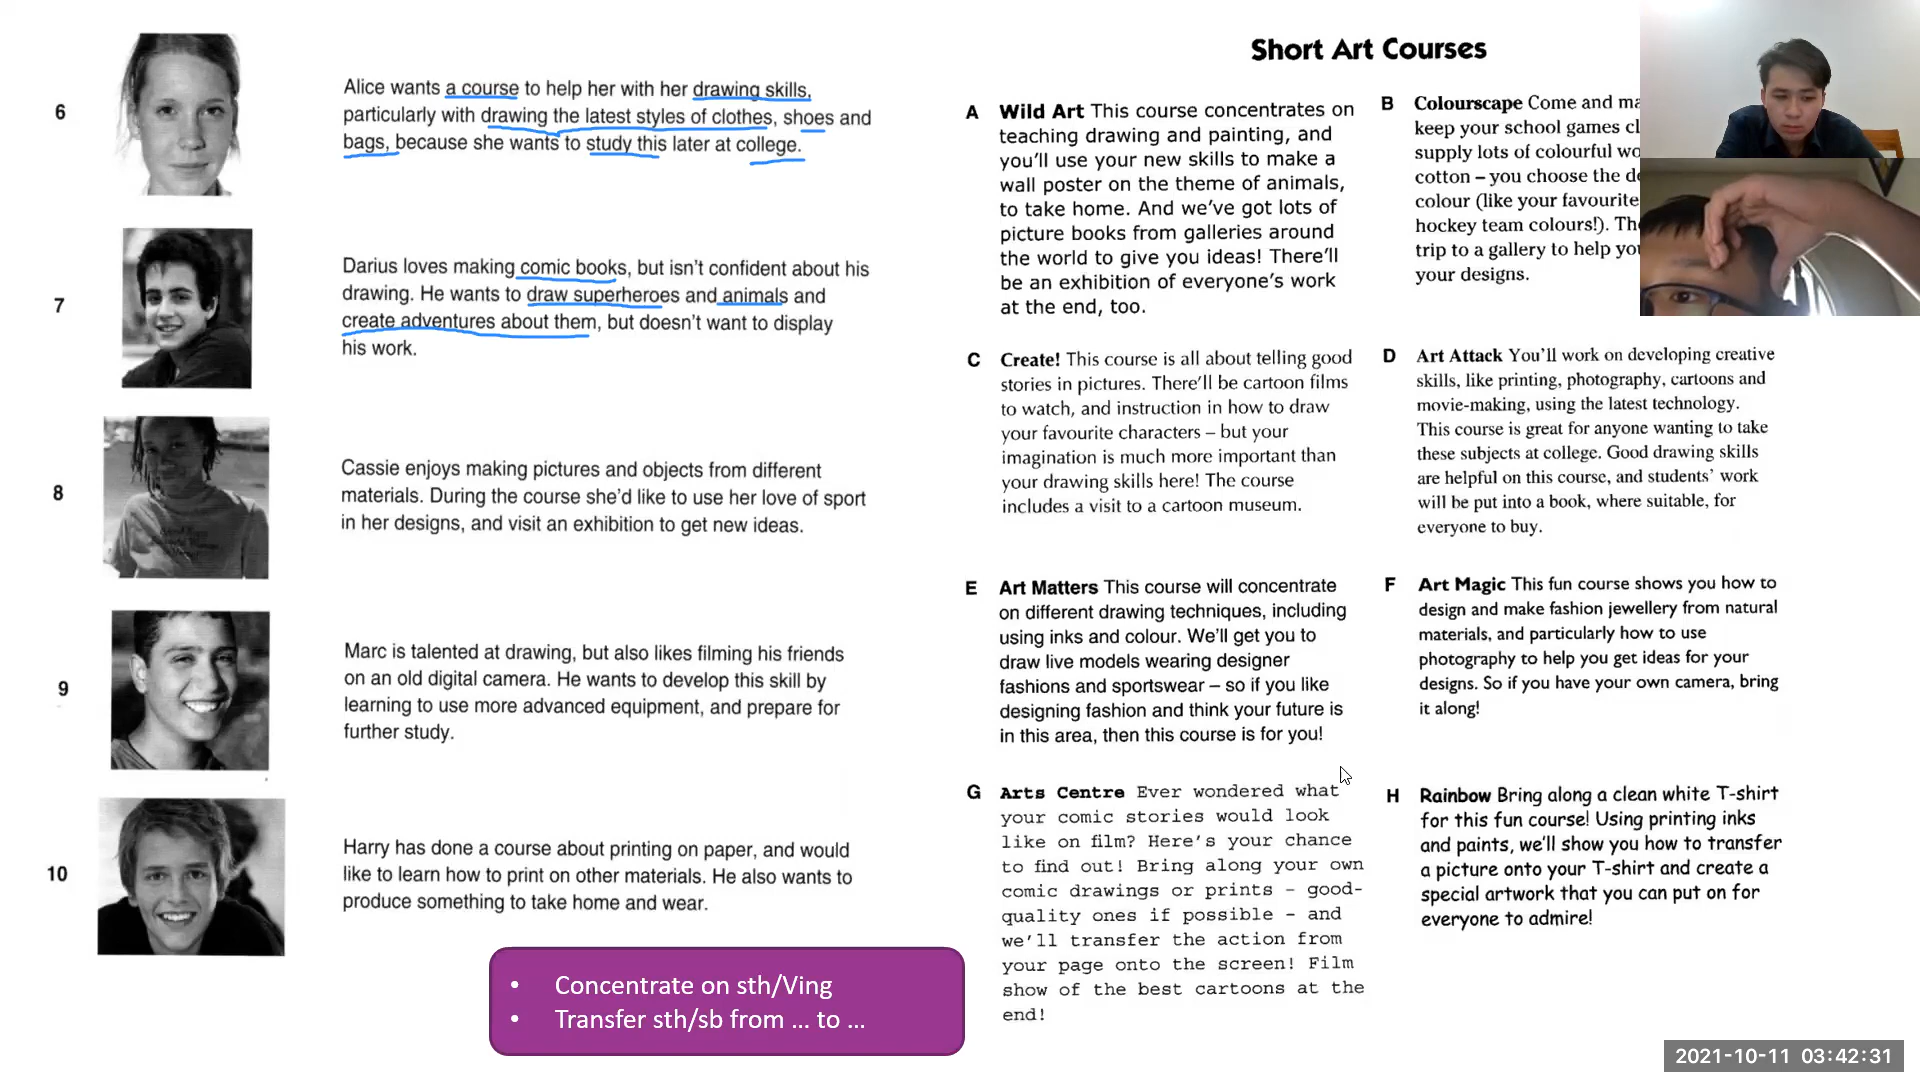 6
Alice wants a course to help her with her drawing skills,
particularly with drawing the latest styles of clothes, shoes and
bags, because she wants to study this later at college.
7
Darius loves making comic books, but isn't confident about his
drawing. He wants to draw superheroes and animals and
create adventures about them, but doesn't want to display
his work.
8
Cassie enjoys making pictures and objects from different
materials. During the course she'd like to use her love of sport
in her designs, and visit an exhibition to get new ideas.
9
Marc is talented at drawing, but also likes filming his friends
on an old digital camera. He wants to develop this skill by
learning to use more advanced equipment, and prepare for
further study.
10
Harry has done a course about printing on paper, and would
like to learn how to print on other materials. He also wants to
produce something to take home and wear.
• Concentrate on sth/Ving
• Transfer sth/sb from ... to ...
Short Art Courses
A Wild Art This course concentrates on
teaching drawing and painting, and
you'll use your new skills to make a
wall poster on the theme of animals,
to take home. And we've got lots of
picture books from galleries around
the world to give you ideas! There'll
be an exhibition of everyone's work
at the end, too.
B Colourscape Come and
keep your school games
supply lots of colourful
cotton – you choose the
colour (like your favourite
hockey team colours!).
trip to a gallery to help
your designs.
C Create! This course is all about telling good
stories in pictures. There'll be cartoon films
to watch, and instruction in how to draw
your favourite characters – but your
imagination is much more important than
your drawing skills here! The course
includes a visit to a cartoon museum.
D Art Attack You'll work on developing creative
skills, like printing, photography, cartoons and
movie-making, using the latest technology.
This course is great for anyone wanting to take
these subjects at college. Good drawing skills
are helpful on this course, and students' work
will be put into a book, where suitable, for
everyone to buy.
E Art Matters This course will concentrate
on different drawing techniques, including
using inks and colour. We'll get you to
draw live models wearing designer
fashions and sportswear – so if you like
designing fashion and think your future is
in this area, then this course is for you!
F Art Magic This fun course shows you how to
design and make fashion jewellery from natural
materials, and particularly how to use
photography to help you get ideas for your
designs. So if you have your own camera, bring
it along!
G Arts Centre Ever wondered what
your comic stories would look
like on film? Here's your chance
to find out! Bring along your own
comic drawings or prints – good-
quality ones if possible – and
we'll transfer the action from
your page onto the screen! Film
show of the best cartoons at the
end!
H Rainbow Bring along a clean white T-shirt
for this fun course! Using printing inks
and paints, we'll show you how to transfer
a picture onto your T-shirt and create a
special artwork that you can put on for
everyone to admire!
2021-10-11 03:42:31